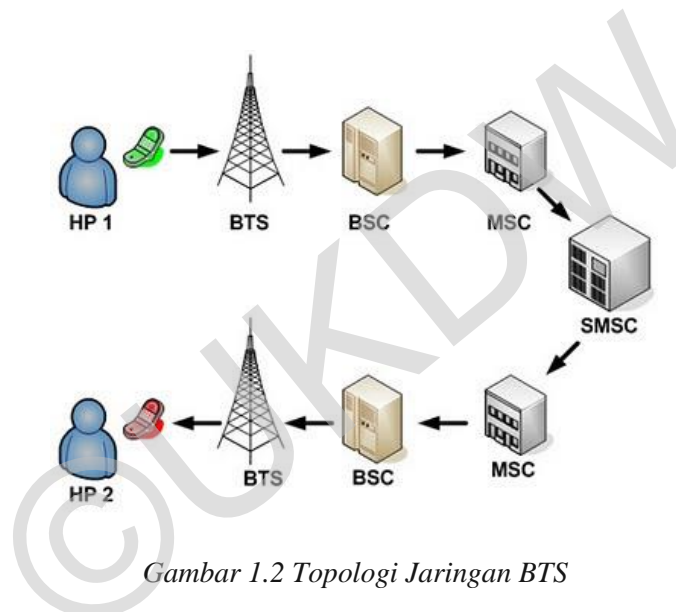 HP 1 BTS BSC MSC
SMSC
HP 2 BTS BSC MSC
Gambar 1.2 Topologi Jaringan BTS
©UKDW